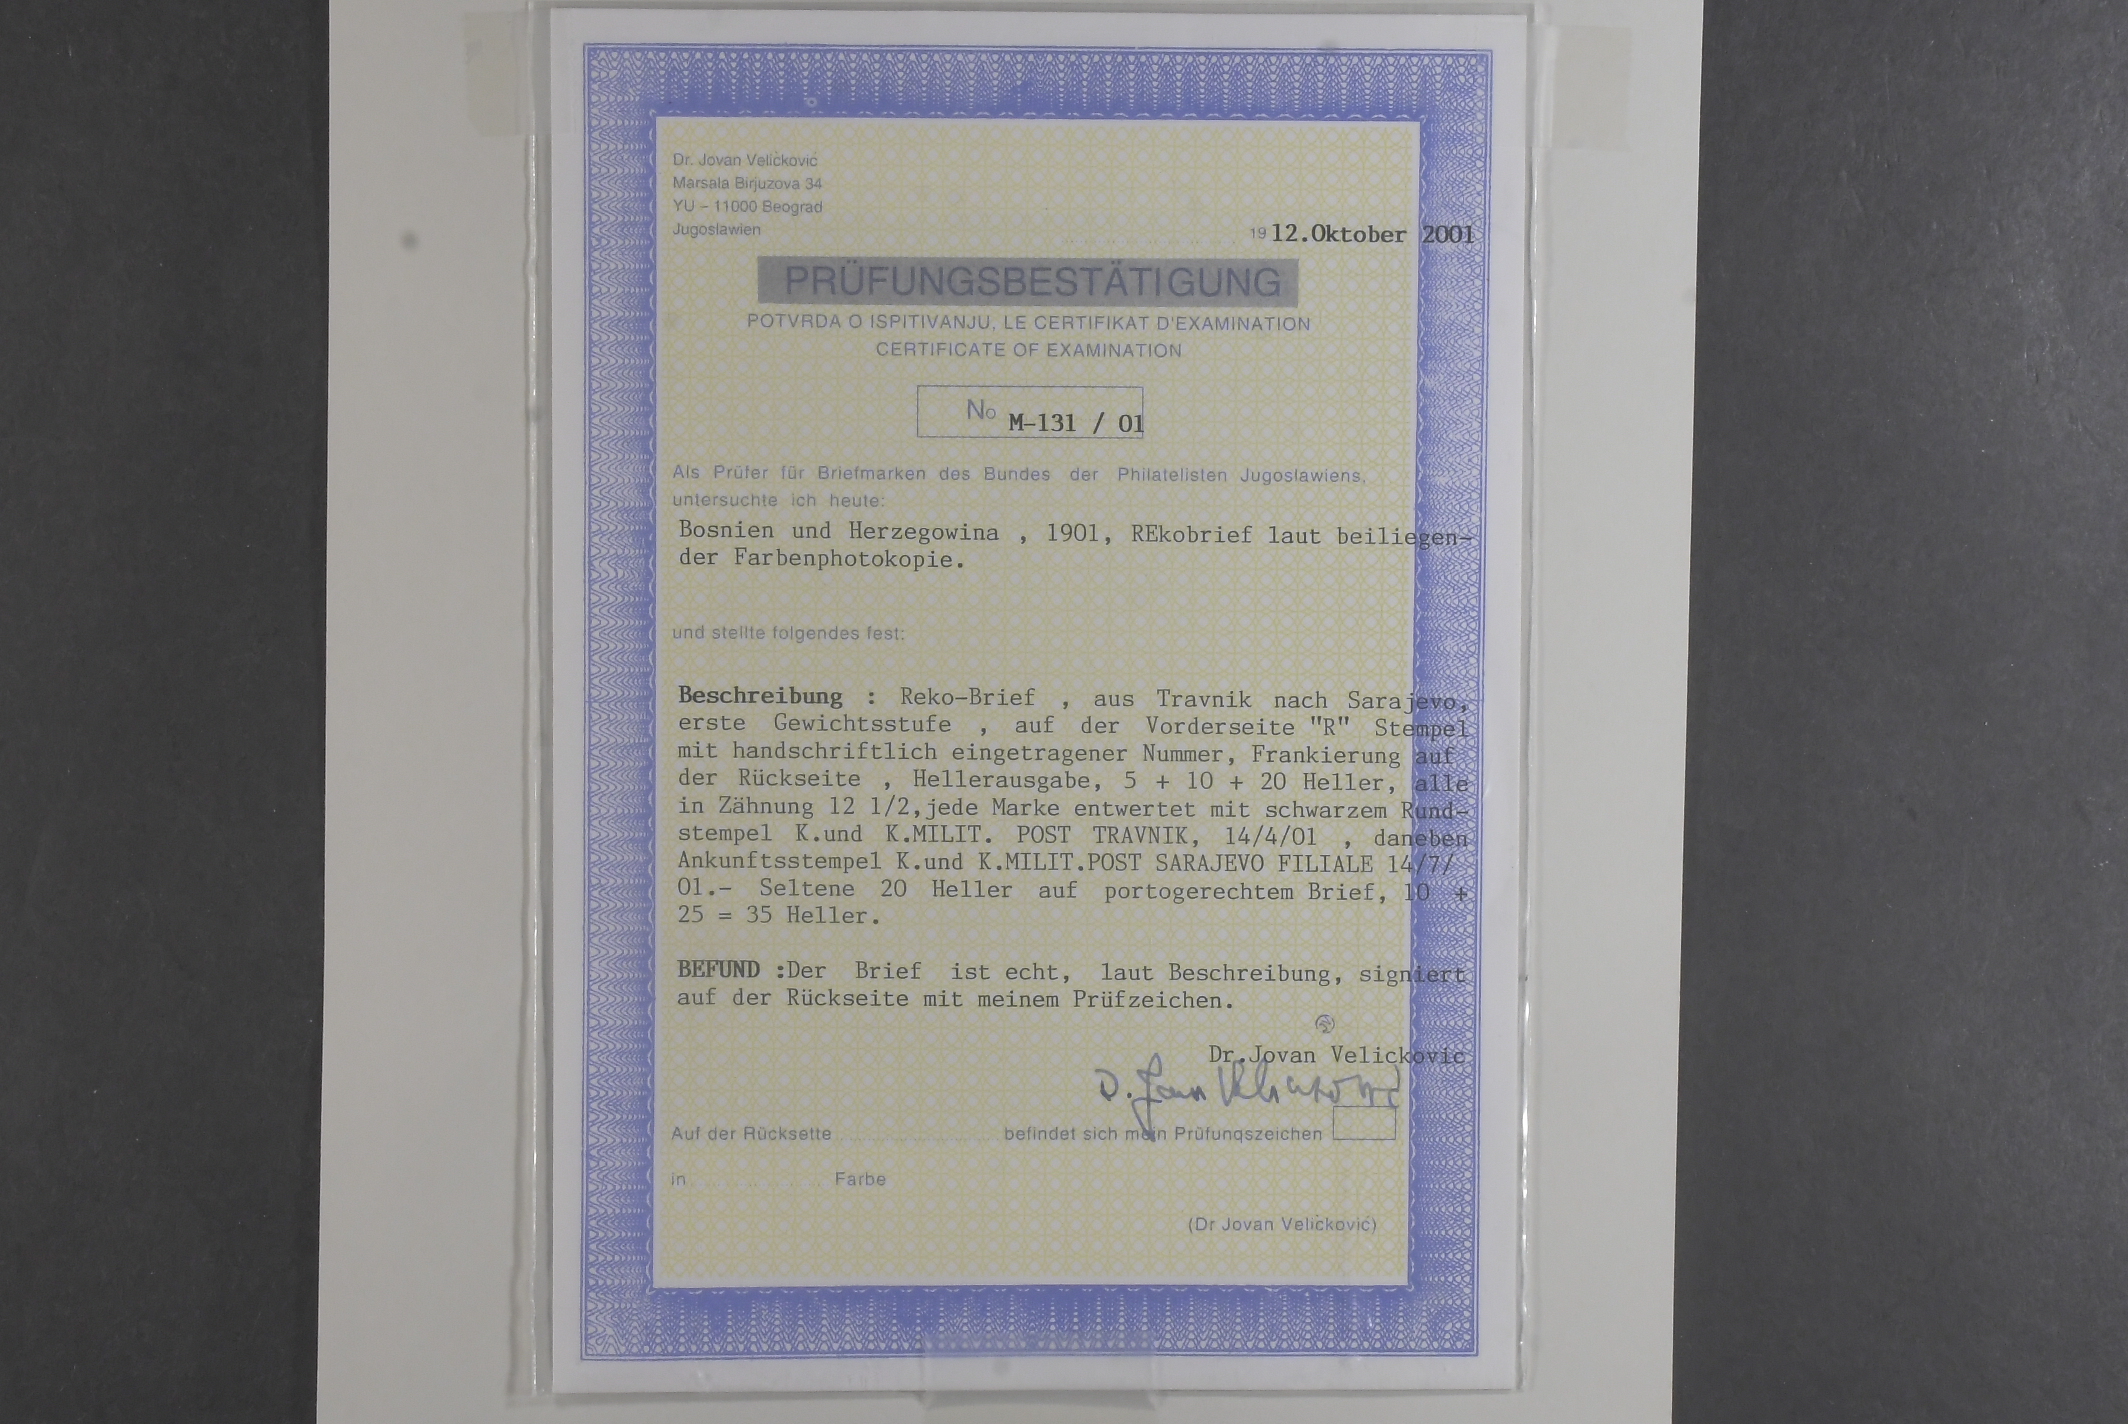 Dr. Jovan Veličković
Marsala Birjuzova 34
YU – 11000 Beograd
Jugoslawien
19 12.Oktober 2001
PRÜFUNGSBESTÄTIGUNG
POTVRDA O ISPITIVANJU, LE CERTIFIKAT D'EXAMINATION
CERTIFICATE OF EXAMINATION
No M-131 / 01
Als Prüfer für Briefmarken des Bundes der Philatelisten Jugoslawiens,
untersuchte ich heute:
Bosnien und Herzegowina , 1901, REkobrief laut beiliegen-
der Farbenphotokopie.
und stellte folgendes fest:
Beschreibung : Reko-Brief , aus Travnik nach Sarajevo,
erste Gewichtsstufe , auf der Vorderseite "R" Stempel
mit handschriftlich eingetragener Nummer, Frankierung auf
der Rückseite , Hellerausgabe, 5 + 10 + 20 Heller, alle
in Zähnung 12 1/2,jede Marke entwertet mit schwarzem Rund-
stempel K.und K.MILIT. POST TRAVNIK, 14/4/01 , daneben
Ankunftsstempel K.und K.MILIT.POST SARAJEVO FILIALE 14/7/
01.- Seltene 20 Heller auf portogerechtem Brief, 10 +
25 = 35 Heller.
BEFUND :Der Brief ist echt, laut Beschreibung, signiert
auf der Rückseite mit meinem Prüfzeichen.
Dr.Jovan Velickovic
D. Jovan Veličković
Auf der Rücksette befindet sich mein Prüfungszeichen
in Farbe
(Dr Jovan Veličković)